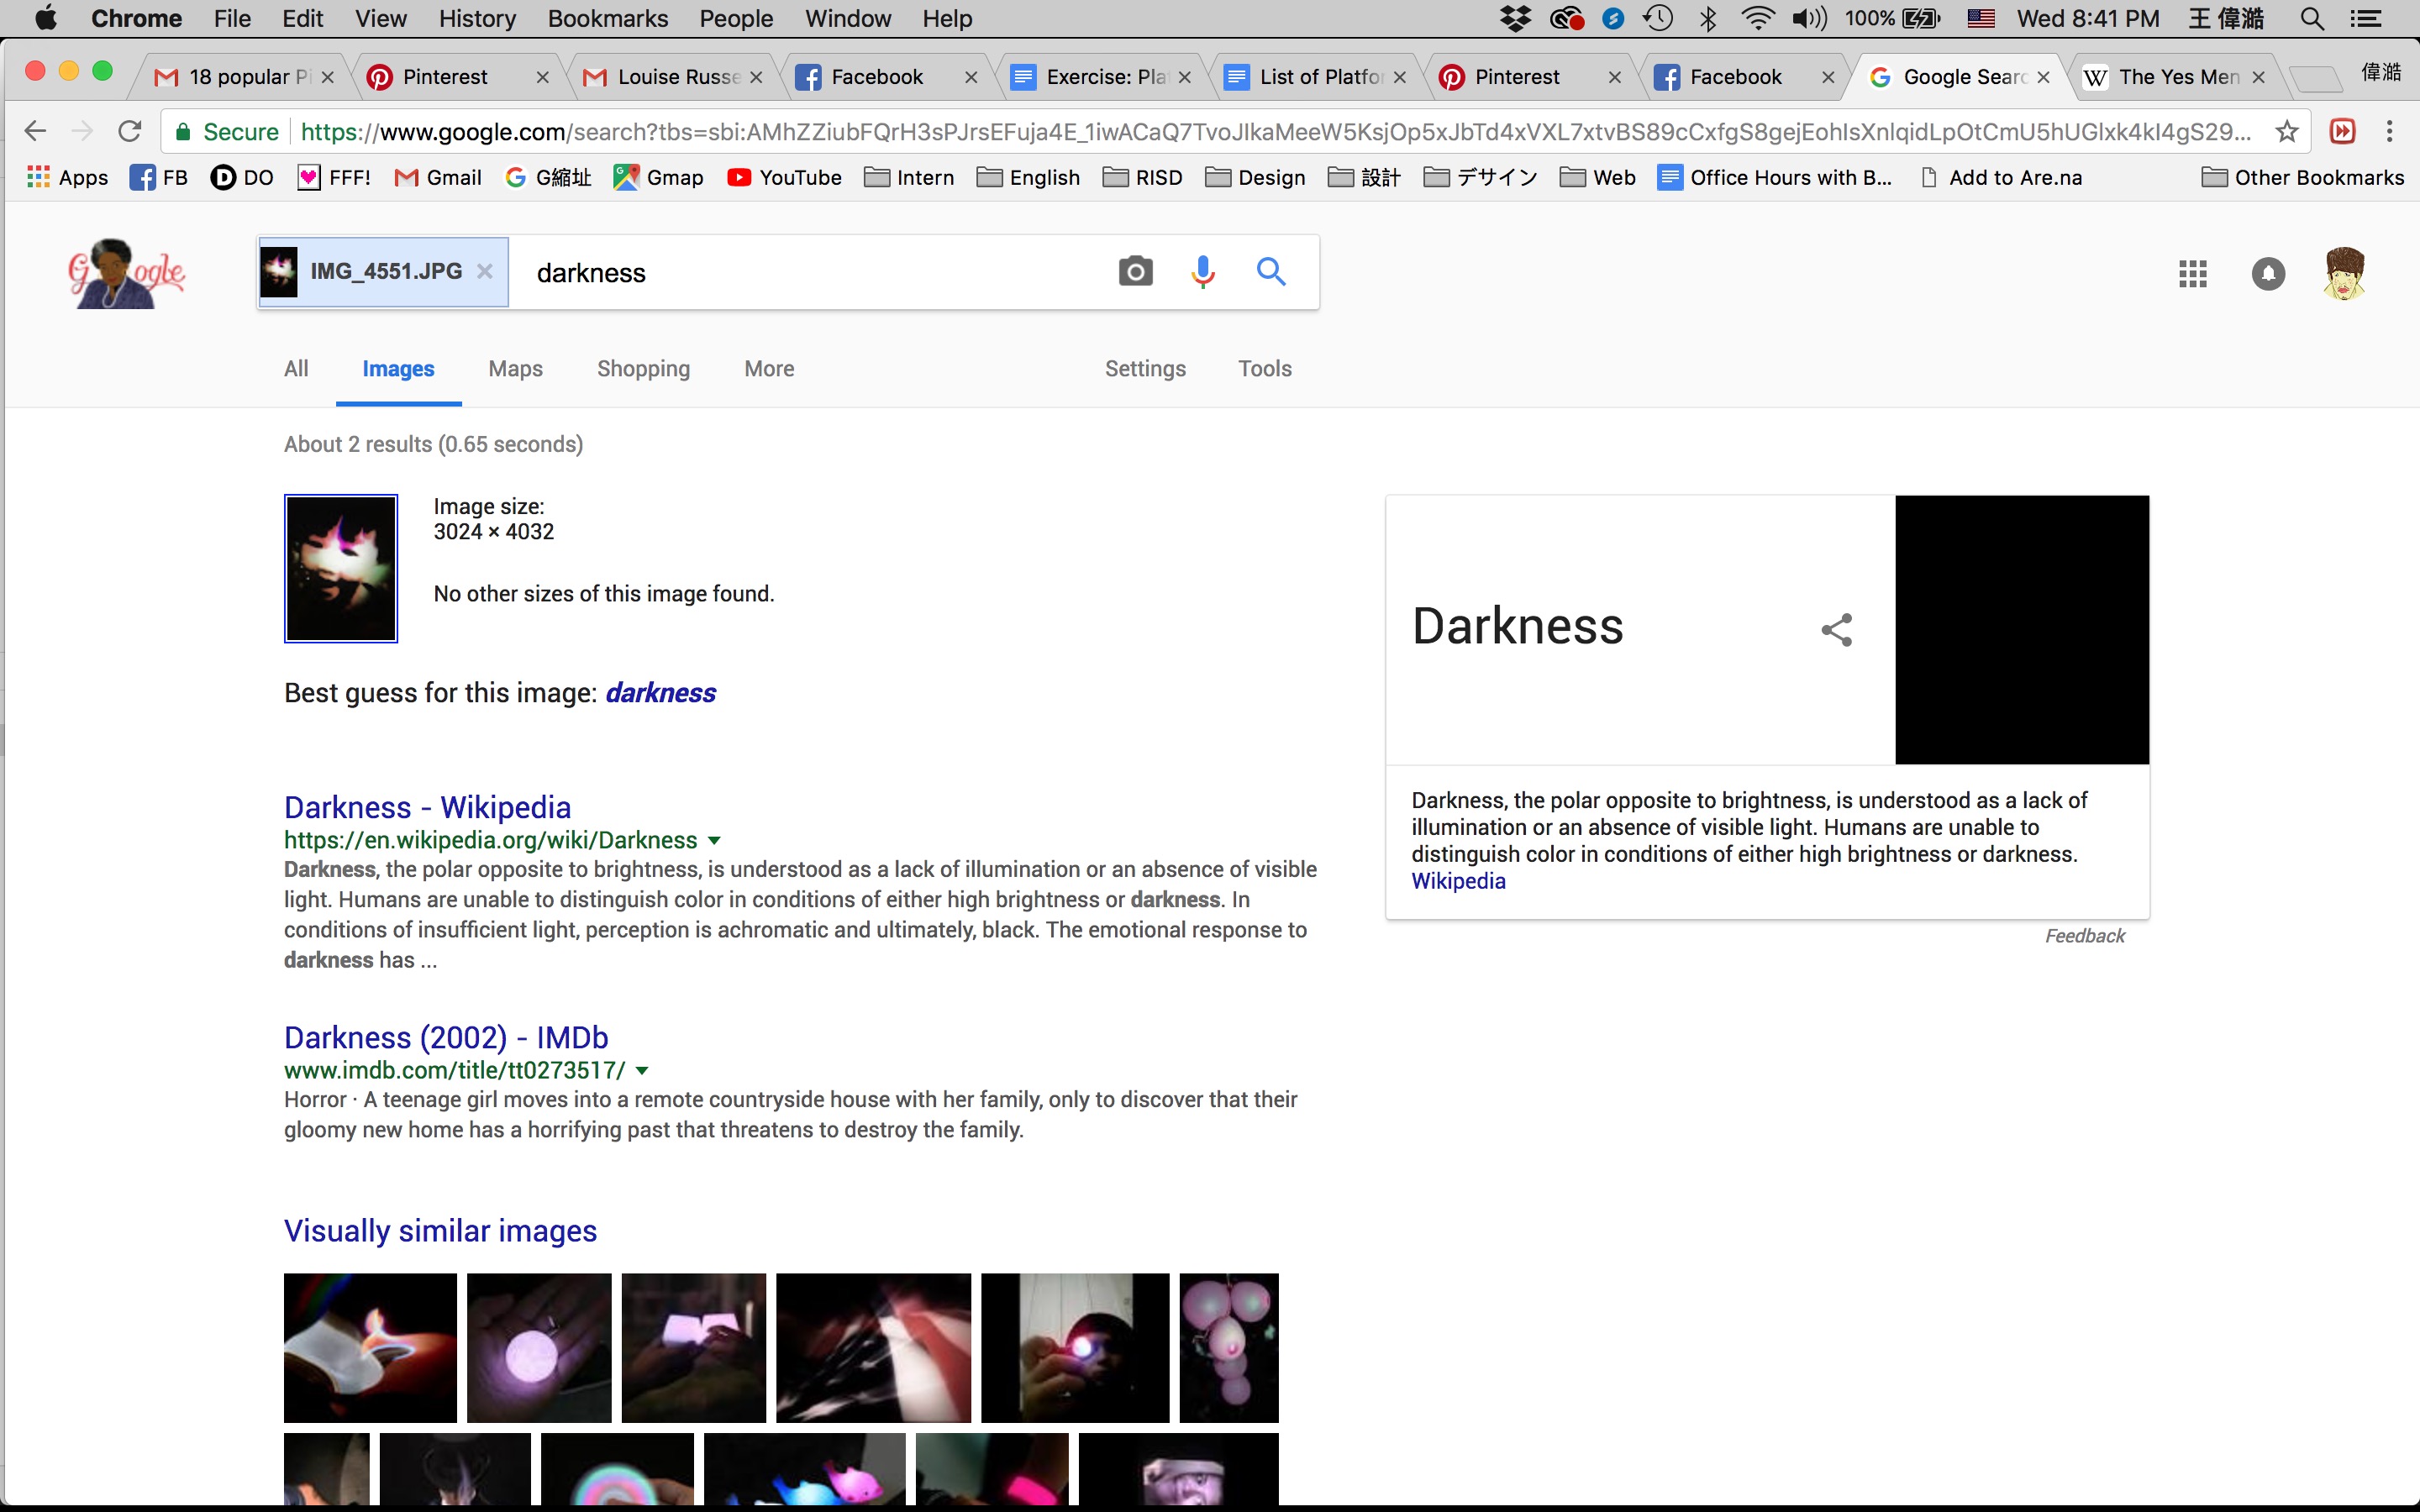 Chrome File Edit View History Bookmarks People Window Help 100% Wed 8:41 PM 王 偉澔
18 popular Pi Pinterest Louise Russe Facebook Exercise: Pla List of Platfo Pinterest Facebook Google Searc The Yes Men 偉澔
Secure https://www.google.com/search?tbs=sbi:AMhZZiubFQrH3sPJrsEFuja4E_1iwACaQ7TvoJIkaMeeW5KsjOp5xJbTd4xVXL7xtvBS89cCxfgS8gejEohIsXnlqidLpOtCmU5hUGlxk4kI4gS29...
Apps FB DO FFF! Gmail G縮址 Gmap YouTube Intern English RISD Design 設計 デサイン Web Office Hours with B... Add to Are.na Other Bookmarks
Google IMG_4551.JPG darkness
All Images Maps Shopping More Settings Tools
About 2 results (0.65 seconds)
Image size:
3024 × 4032
No other sizes of this image found.
Best guess for this image: darkness
Darkness - Wikipedia
https://en.wikipedia.org/wiki/Darkness
Darkness, the polar opposite to brightness, is understood as a lack of illumination or an absence of visible
light. Humans are unable to distinguish color in conditions of either high brightness or darkness. In
conditions of insufficient light, perception is achromatic and ultimately, black. The emotional response to
darkness has ...
Darkness (2002) - IMDb
www.imdb.com/title/tt0273517/
Horror · A teenage girl moves into a remote countryside house with her family, only to discover that their
gloomy new home has a horrifying past that threatens to destroy the family.
Visually similar images
Darkness
Darkness, the polar opposite to brightness, is understood as a lack of
illumination or an absence of visible light. Humans are unable to
distinguish color in conditions of either high brightness or darkness.
Wikipedia
Feedback